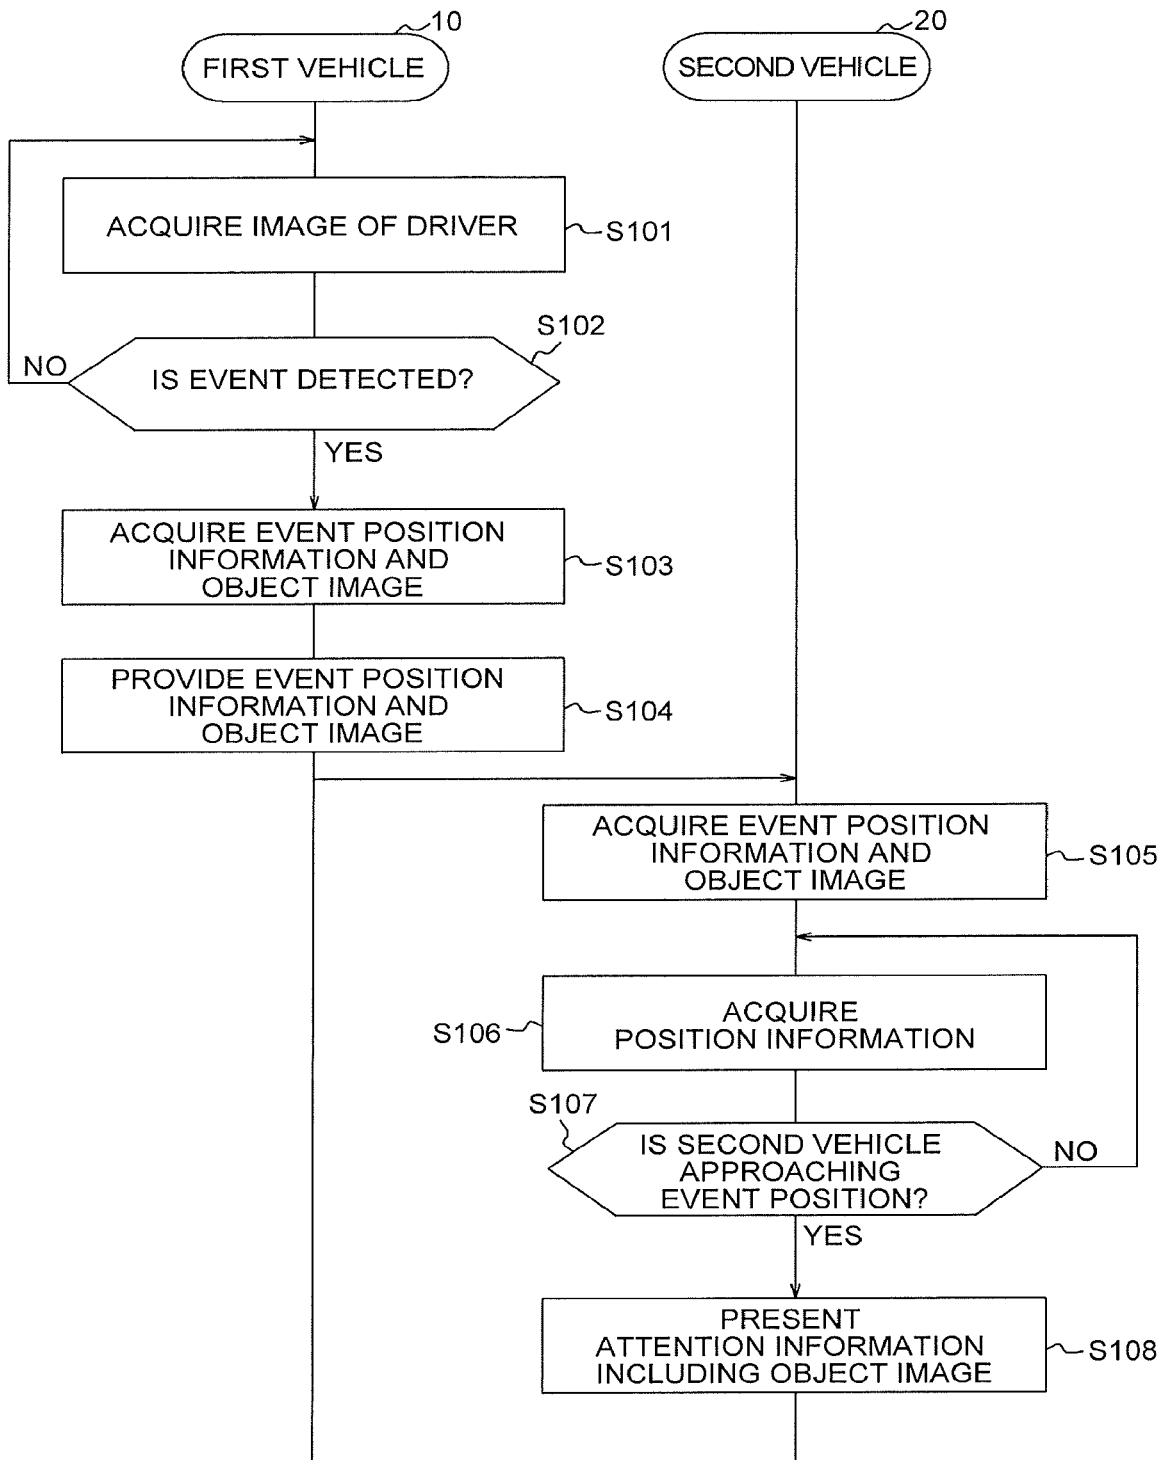 10
FIRST VEHICLE
20
SECOND VEHICLE
ACQUIRE IMAGE OF DRIVER
S101
S102
NO
IS EVENT DETECTED?
YES
ACQUIRE EVENT POSITION
INFORMATION AND
OBJECT IMAGE
S103
PROVIDE EVENT POSITION
INFORMATION AND
OBJECT IMAGE
S104
ACQUIRE EVENT POSITION
INFORMATION AND
OBJECT IMAGE
S105
ACQUIRE
POSITION INFORMATION
S106
S107
IS SECOND VEHICLE
APPROACHING
EVENT POSITION?
NO
YES
PRESENT
ATTENTION INFORMATION
INCLUDING OBJECT IMAGE
S108